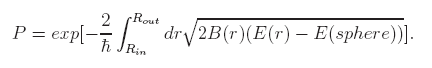 P = exp[-\frac{2}{\hbar} \int_{R_{in}}^{R_{out}} dr \sqrt{2B(r)(E(r) - E(sphere))}].